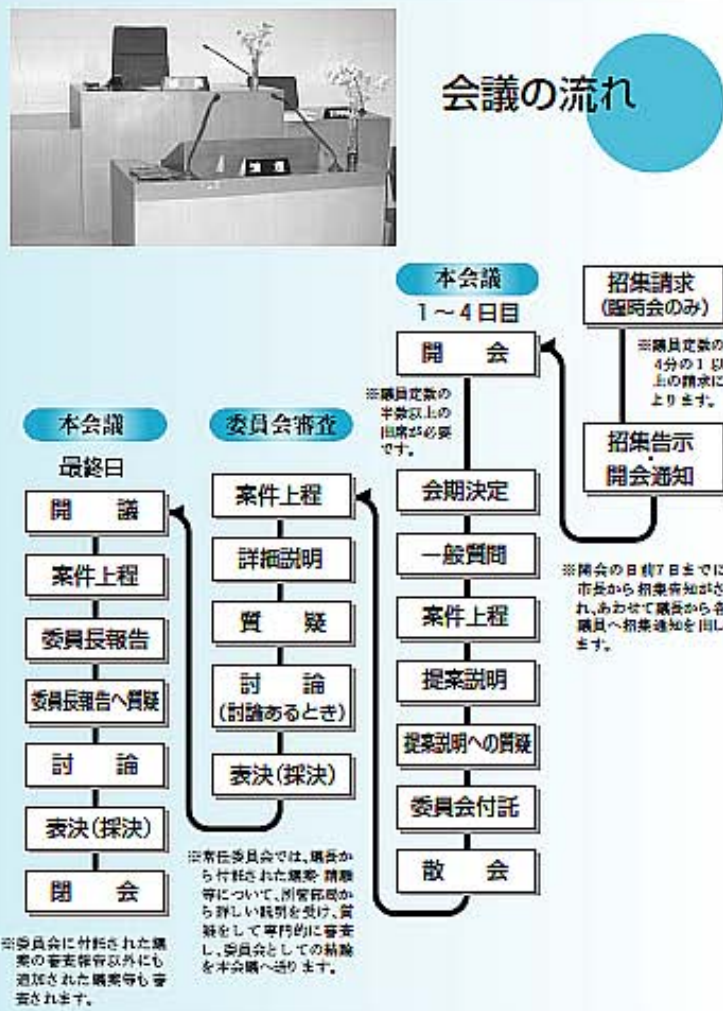 会議の流れ
招集請求
(臨時会のみ)
※議員定数の
4分の1以
上の請求に
よります。
招集告示
・
開会通知
※開会の日前7日までに
市長から招集告知がさ
れ、あわせて議長から各
議員へ招集通知を出し
ます。
本会議
1〜4日目
開 会
※議員定数の
半数以上の
出席が必要
です。
会期決定
一般質問
案件上程
提案説明
提案説明への質疑
委員会付託
散 会
委員会審査
案件上程
詳細説明
質 疑
討 論
(討論あるとき)
表決(採決)
※常任委員会では、議長か
ら付託された議案・請願
等について、所管部局か
ら詳しい説明を受け、質
疑をして専門的に審査
し、委員会としての結論
を本会議へ送ります。
本会議
最終日
開 議
案件上程
委員長報告
委員長報告へ質疑
討 論
表決(採決)
閉 会
※委員会に付託された議
案の審査報告以外にも
追加された議案等も審
査されます。